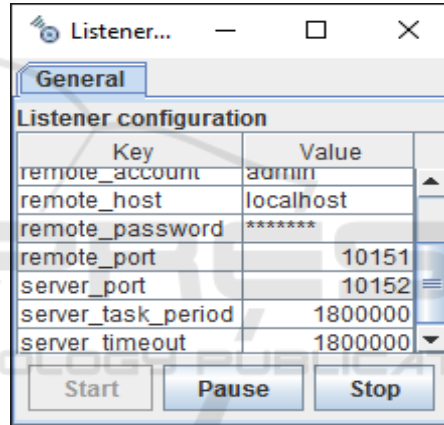 Listener...
General
Listener configuration
Key Value
remote_account admin
remote_host localhost
remote_password *******
remote_port 10151
server_port 10152
server_task_period 1800000
server_timeout 1800000
Start Pause Stop